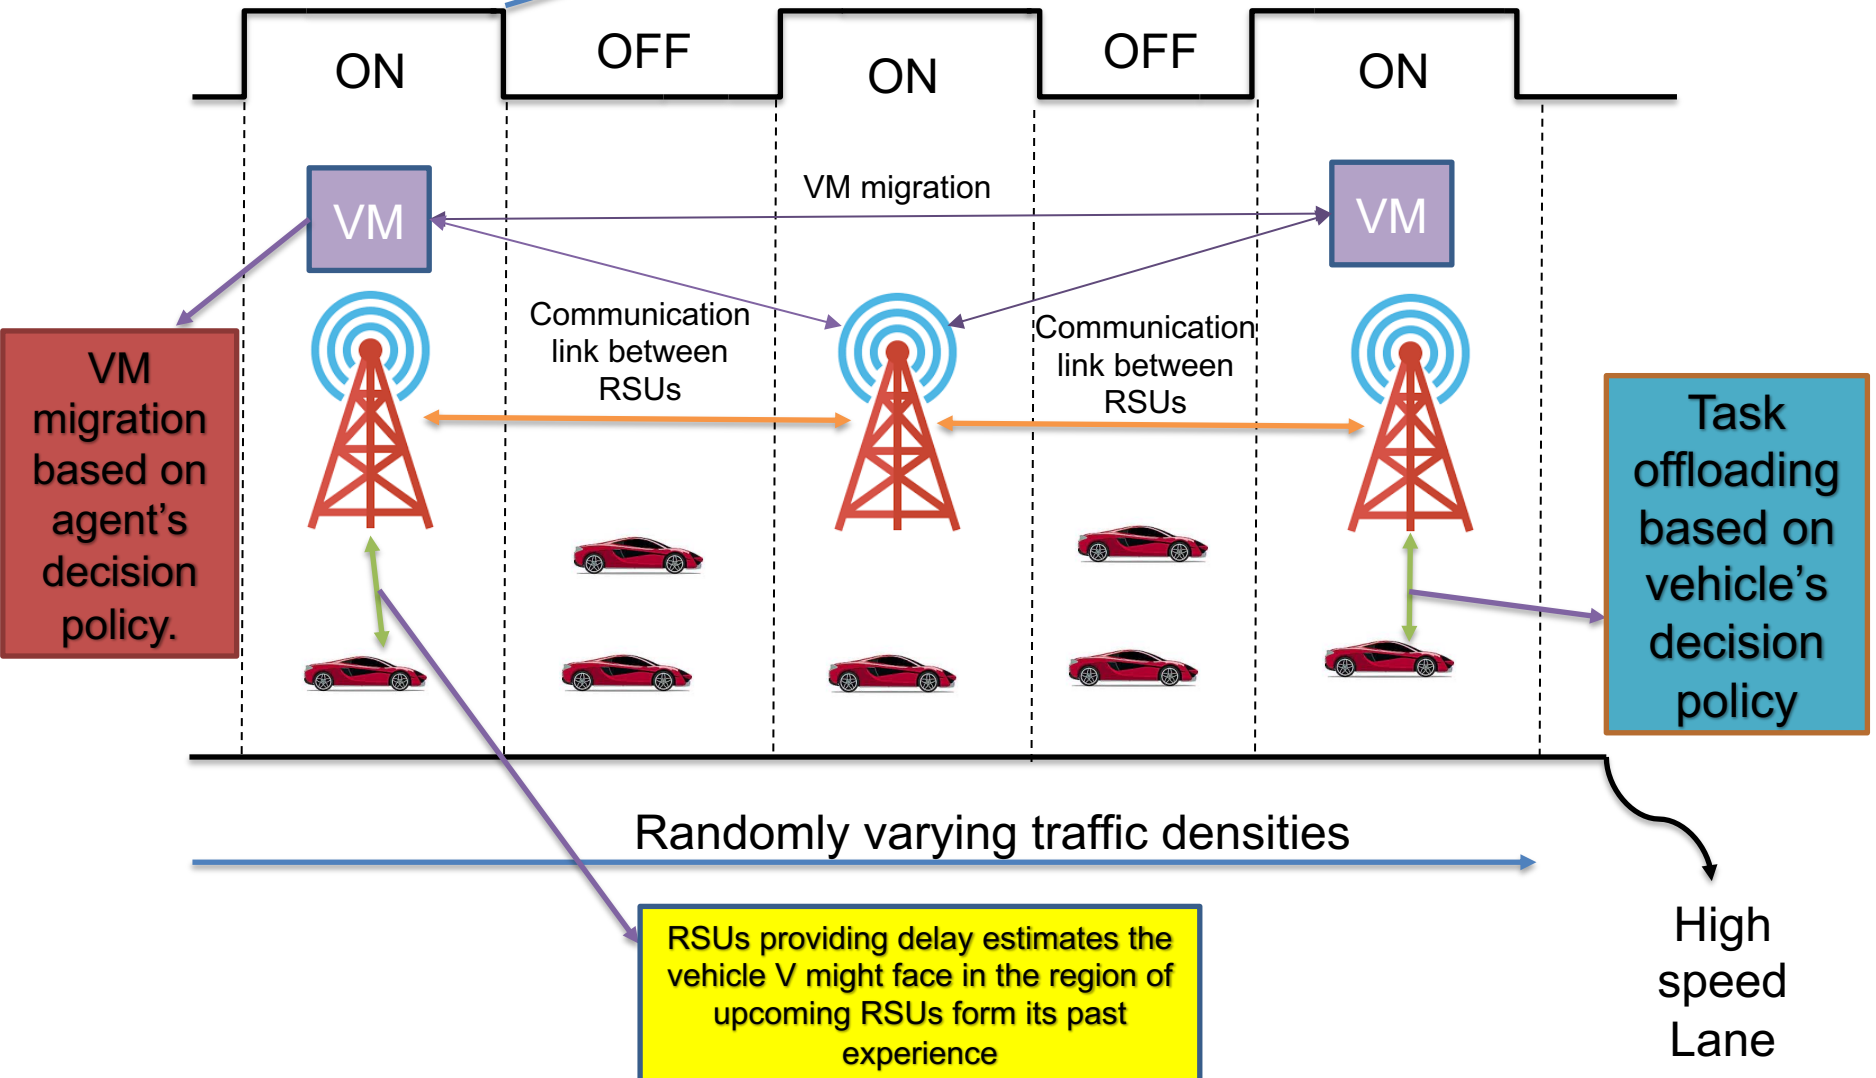 ON
OFF
ON
OFF
ON
VM
VM migration
VM
Communication
link between
RSUs
Communication
link between
RSUs
VM
migration
based on
agent’s
decision
policy.
Task
offloading
based on
vehicle’s
decision
policy
Randomly varying traffic densities
RSUs providing delay estimates the
vehicle V might face in the region of
upcoming RSUs form its past
experience
High
speed
Lane